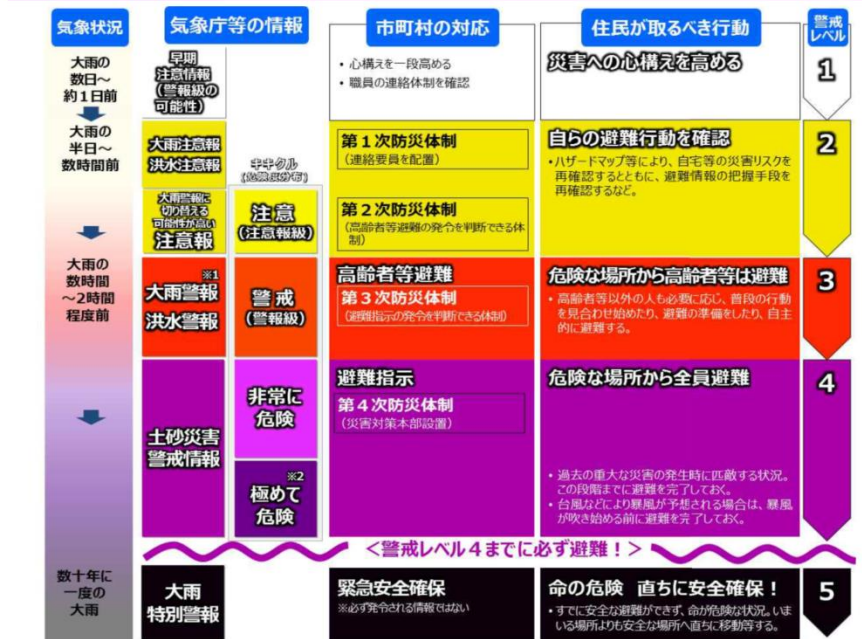 気象状況
気象庁等の情報
市町村の対応
住民が取るべき行動
警戒
レベル
大雨の
数日～
約1日前
早期
注意情報
(警報級の
可能性)
・心構えを一段高める
・職員の連絡体制を確認
災害への心構えを高める
1
大雨の
半日～
数時間前
大雨注意報
洪水注意報
キキクル
(危険度分布)
第１次防災体制
(連絡要員を配置)
自らの避難行動を確認
・ハザードマップ等により、自宅等の災害リスクを
再確認するとともに、避難情報の把握手段を
再確認するなど。
2
大雨警報に
切り替える
可能性が高い
注意報
注意
(注意報級)
第２次防災体制
(高齢者等避難の発令を判断できる体
制)
大雨の
数時間
～2時間
程度前
※1
大雨警報
洪水警報
警戒
(警報級)
高齢者等避難
第３次防災体制
(避難指示の発令を判断できる体制)
危険な場所から高齢者等は避難
・高齢者等以外の人も必要に応じ、普段の行動
を見合わせ始めたり、避難の準備をしたり、自主
的に避難する。
3
土砂災害
警戒情報
非常に
危険
※2
極めて
危険
避難指示
第４次防災体制
(災害対策本部設置)
危険な場所から全員避難
・過去の重大な災害の発生時に匹敵する状況。
この段階までに避難を完了しておく。
・台風などにより暴風が予想される場合は、暴風
が吹き始める前に避難を完了しておく。
4
＜警戒レベル４までに必ず避難！＞
数十年に
一度の
大雨
大雨
特別警報
緊急安全確保
※必ず発令される情報ではない
命の危険 直ちに安全確保！
・すでに安全な避難ができず、命が危険な状況。いま
いる場所よりも安全な場所へ直ちに移動等する。
5